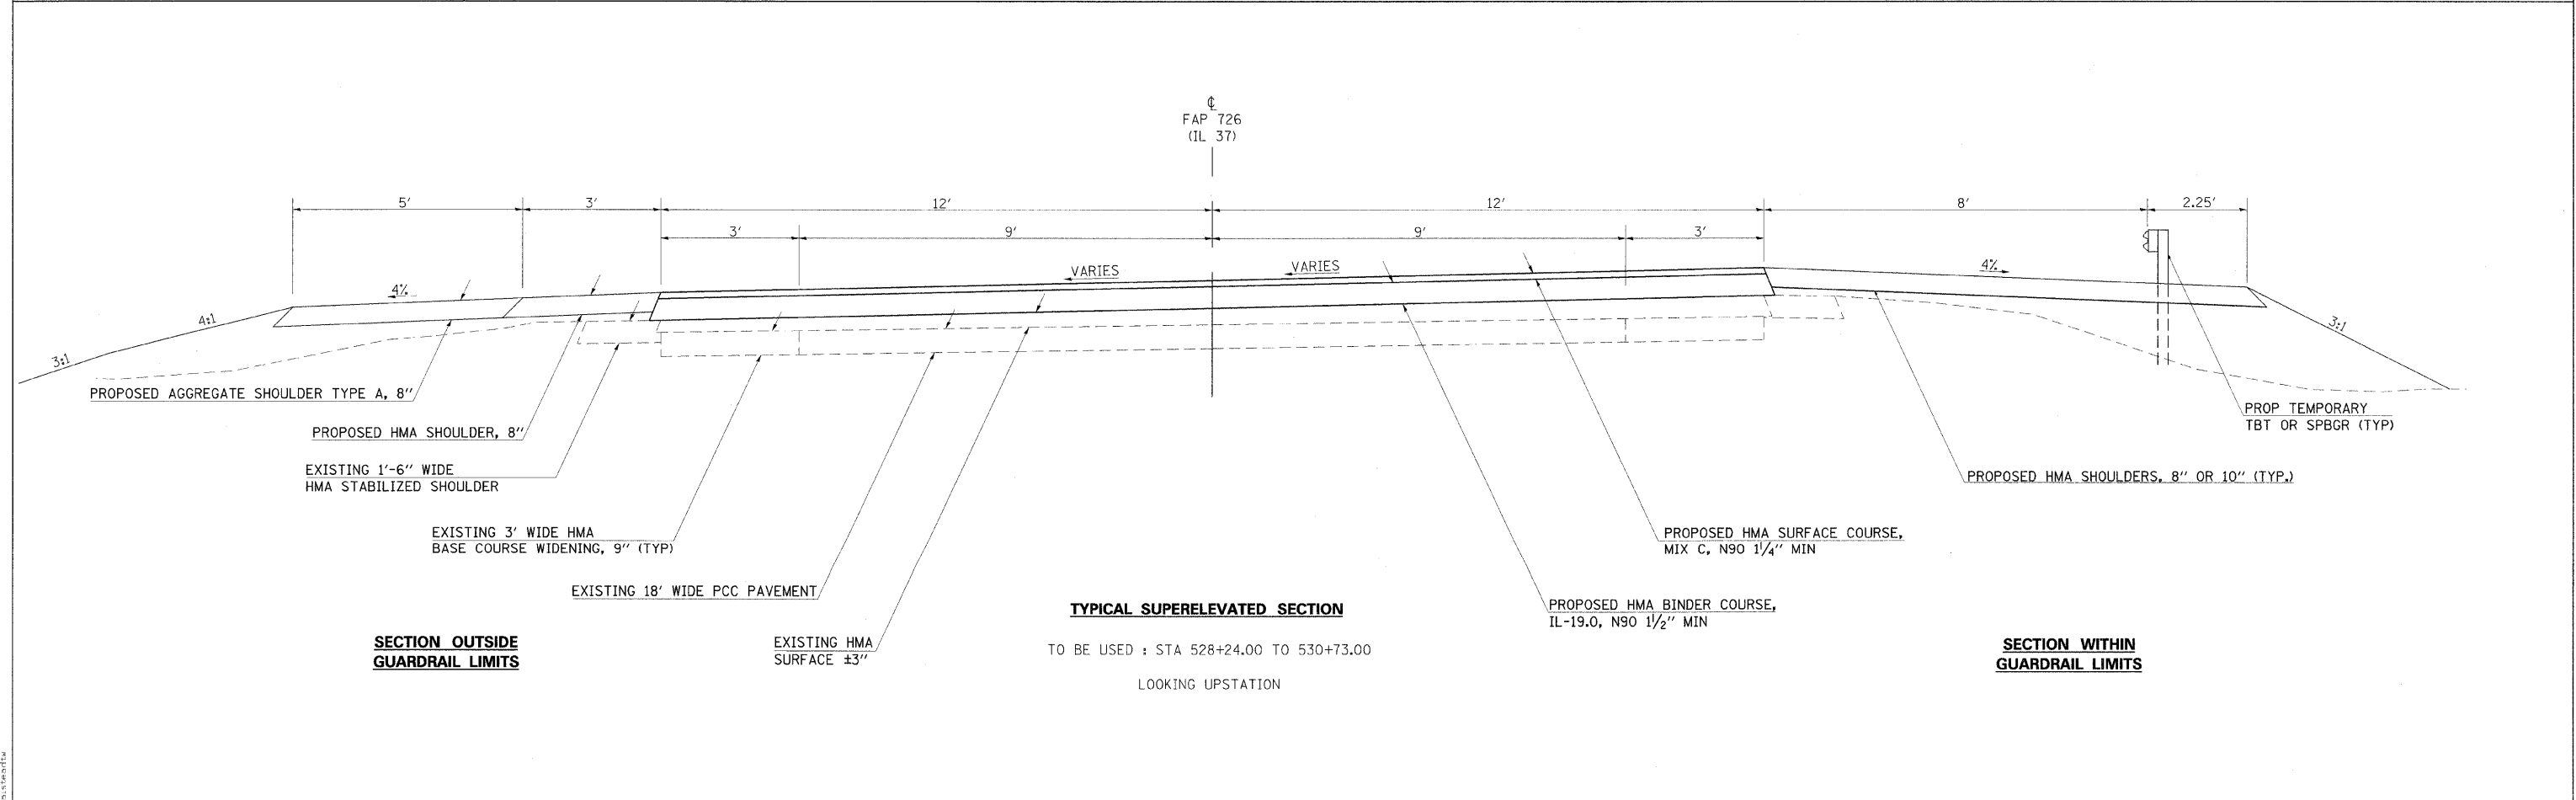 ℄
FAP 726
(IL 37)
5' 3' 12' 12' 8' 2.25'
3' 9' 9' 3'
VARIES VARIES
4% 4%
4:1
3:1 3:1
PROPOSED AGGREGATE SHOULDER TYPE A, 8"
PROPOSED HMA SHOULDER, 8"
EXISTING 1'-6" WIDE
HMA STABILIZED SHOULDER
EXISTING 3' WIDE HMA
BASE COURSE WIDENING, 9" (TYP)
EXISTING 18' WIDE PCC PAVEMENT
EXISTING HMA
SURFACE ±3"
SECTION OUTSIDE
GUARDRAIL LIMITS
TYPICAL SUPERELEVATED SECTION
TO BE USED : STA 528+24.00 TO 530+73.00
LOOKING UPSTATION
PROP TEMPORARY
TBT OR SPBGR (TYP)
PROPOSED HMA SHOULDERS, 8" OR 10" (TYP.)
PROPOSED HMA SURFACE COURSE,
MIX C, N90 1 1/4" MIN
PROPOSED HMA BINDER COURSE,
IL-19.0, N90 1 1/2" MIN
SECTION WITHIN
GUARDRAIL LIMITS